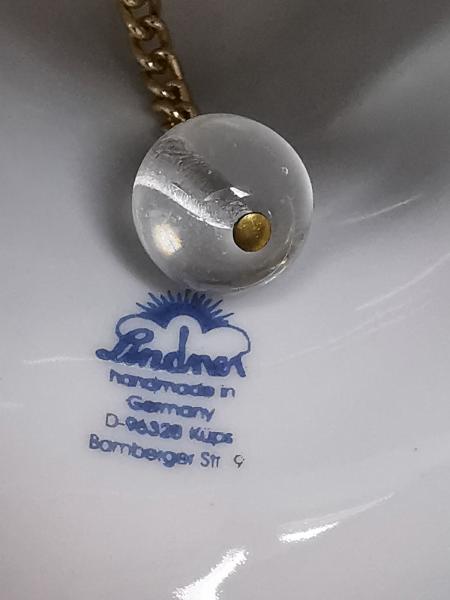 Lindner
handmade in
Germany
D-96328 Küps
Bamberger Str 9